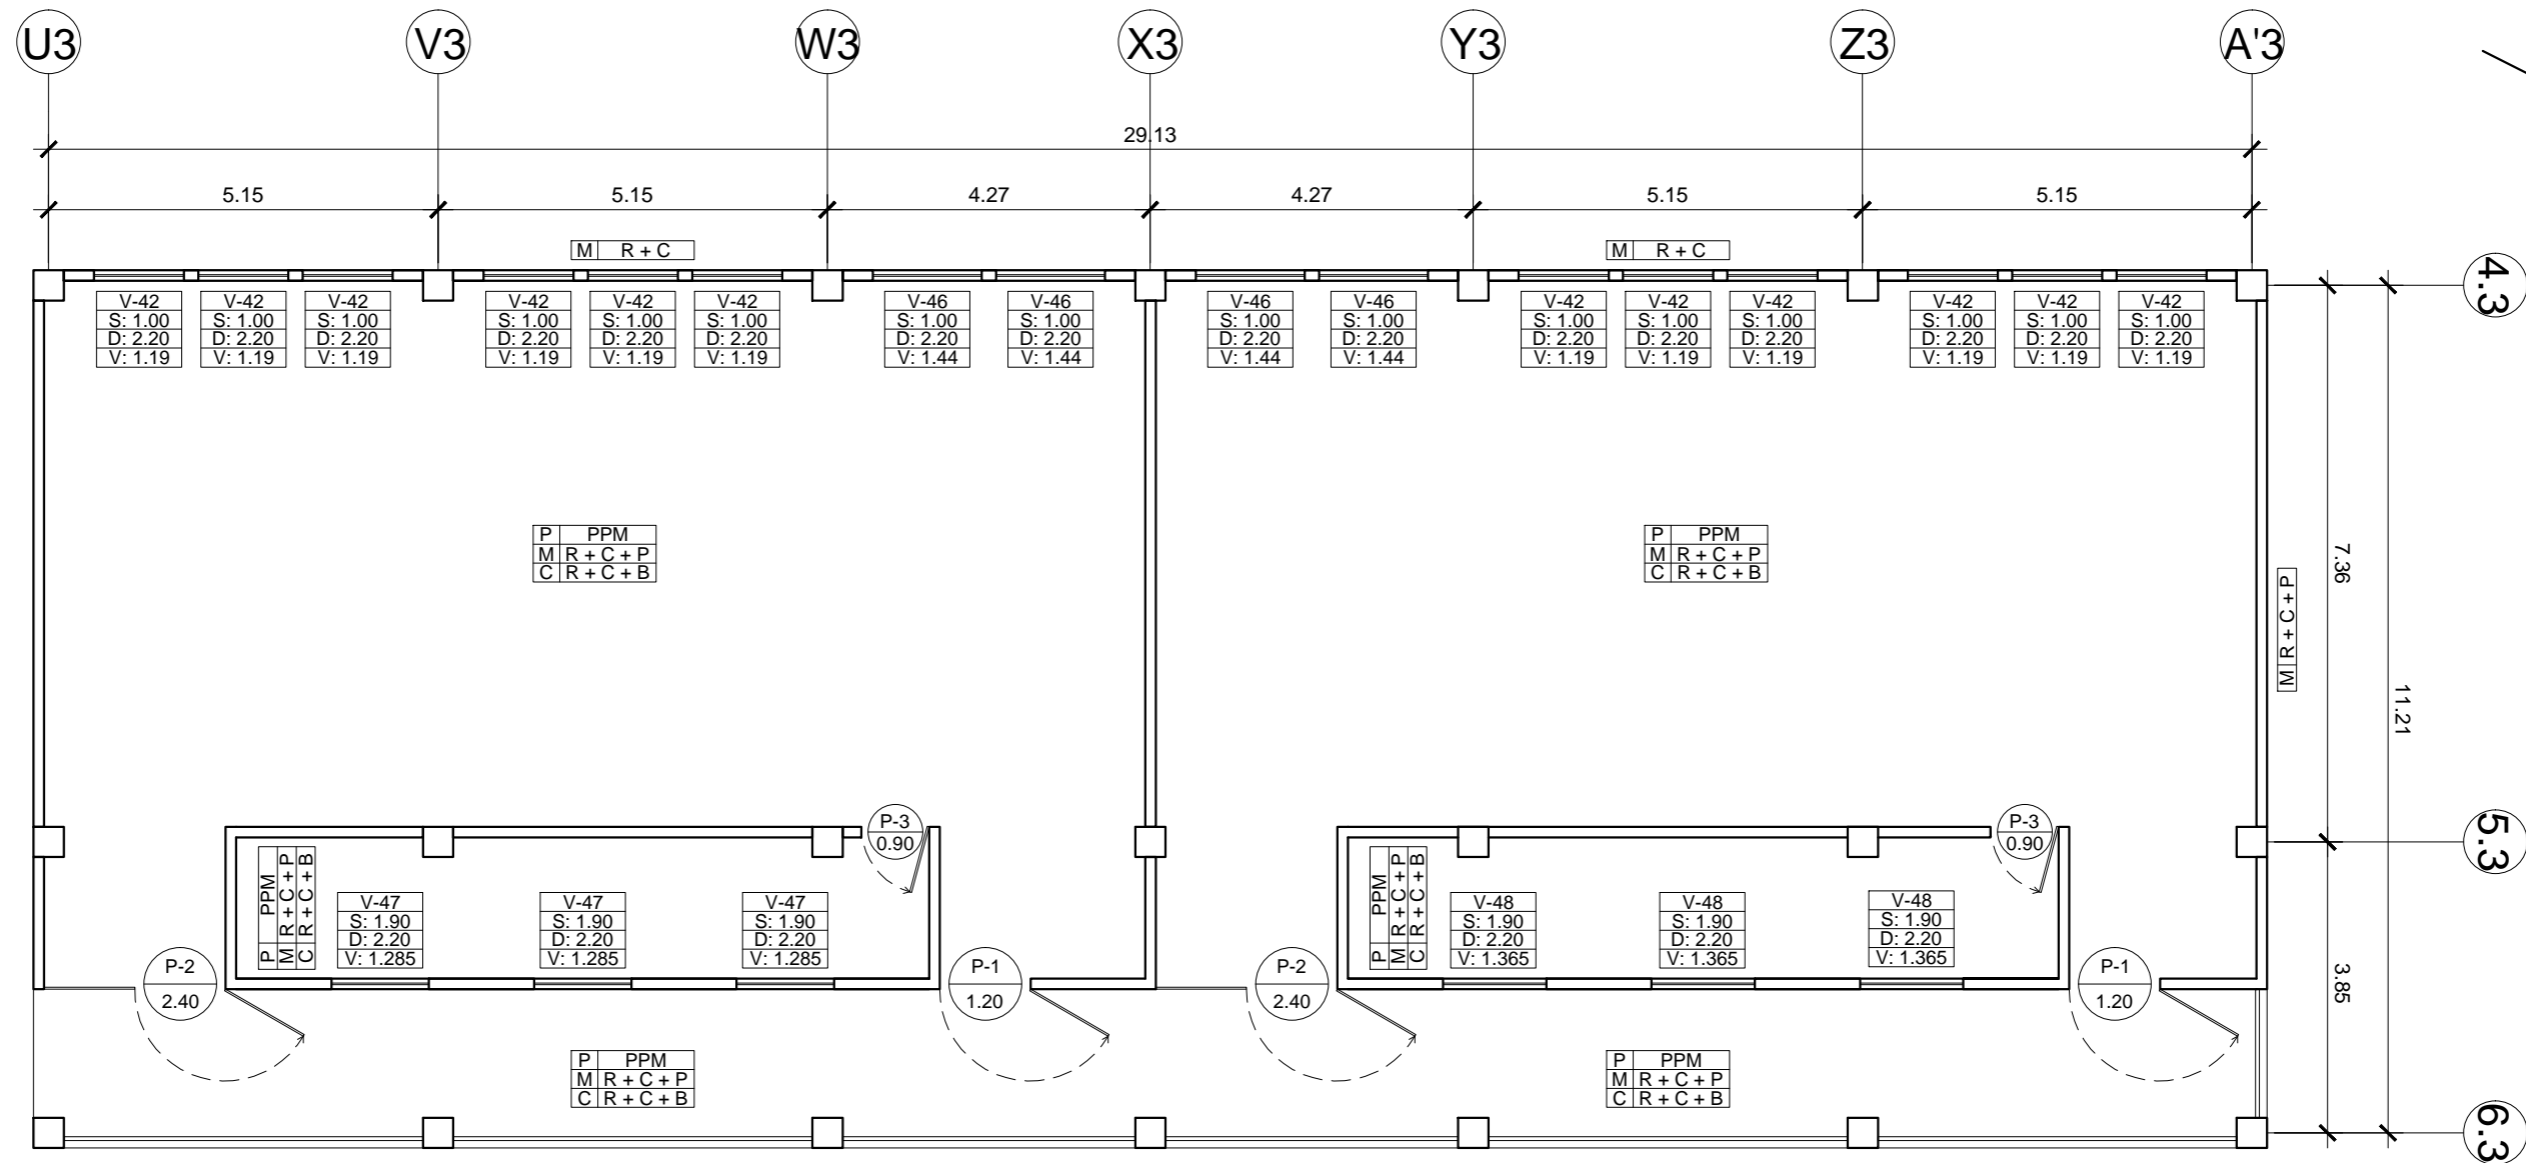 U3 V3 W3 X3 Y3 Z3 A'3
29.13
5.15 5.15 4.27 4.27 5.15 5.15
M R + C
M R + C
4.3
V-42 V-42 V-42 V-42 V-42 V-42 V-46 V-46 V-46 V-46 V-42 V-42 V-42 V-42 V-42 V-42
S: 1.00 S: 1.00 S: 1.00 S: 1.00 S: 1.00 S: 1.00 S: 1.00 S: 1.00 S: 1.00 S: 1.00 S: 1.00 S: 1.00 S: 1.00 S: 1.00 S: 1.00 S: 1.00
D: 2.20 D: 2.20 D: 2.20 D: 2.20 D: 2.20 D: 2.20 D: 2.20 D: 2.20 D: 2.20 D: 2.20 D: 2.20 D: 2.20 D: 2.20 D: 2.20 D: 2.20 D: 2.20
V: 1.19 V: 1.19 V: 1.19 V: 1.19 V: 1.19 V: 1.19 V: 1.44 V: 1.44 V: 1.44 V: 1.44 V: 1.19 V: 1.19 V: 1.19 V: 1.19 V: 1.19 V: 1.19
P PPM
M R + C + P
C R + C + B
P PPM
M R + C + P
C R + C + B
M R + C + P
7.36
11.21
P-3
0.90
P-3
0.90
5.3
P PPM
M R + C + P
C R + C + B
V-47 V-47 V-47
S: 1.90 S: 1.90 S: 1.90
D: 2.20 D: 2.20 D: 2.20
V: 1.285 V: 1.285 V: 1.285
P PPM
M R + C + P
C R + C + B
V-48 V-48 V-48
S: 1.90 S: 1.90 S: 1.90
D: 2.20 D: 2.20 D: 2.20
V: 1.365 V: 1.365 V: 1.365
P-2
2.40
P-1
1.20
P-2
2.40
P-1
1.20
3.85
P PPM
M R + C + P
C R + C + B
P PPM
M R + C + P
C R + C + B
6.3